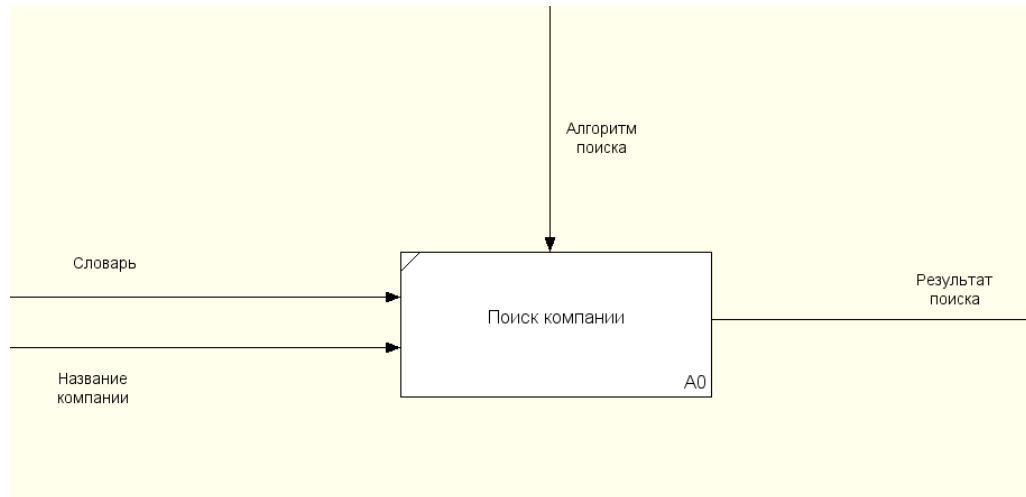 Алгоритм
поиска
Словарь
Результат
поиска
Поиск компании
Название
компании
A0